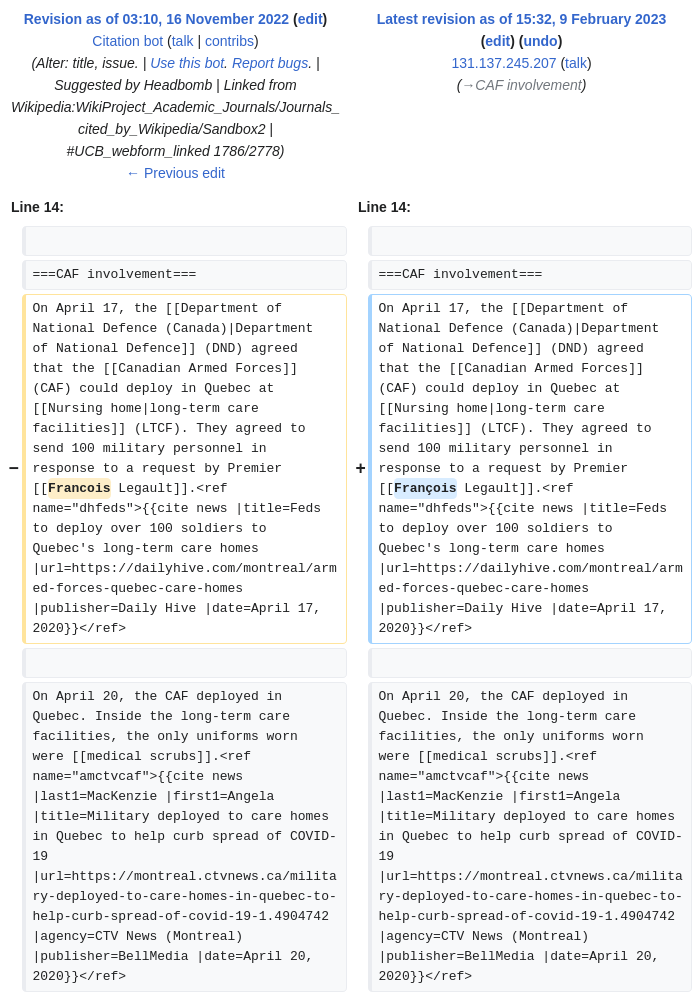 Revision as of 03:10, 16 November 2022 (edit)
Citation bot (talk | contribs)
(Alter: title, issue. | Use this bot. Report bugs. |
Suggested by Headbomb | Linked from
Wikipedia:WikiProject_Academic_Journals/Journals_
cited_by_Wikipedia/Sandbox2 |
#UCB_webform_linked 1786/2778)
← Previous edit
Latest revision as of 15:32, 9 February 2023
(edit) (undo)
131.137.245.207 (talk)
(→CAF involvement)
Line 14:
===CAF involvement===
−
On April 17, the [[Department of
National Defence (Canada)|Department
of National Defence]] (DND) agreed
that the [[Canadian Armed Forces]]
(CAF) could deploy in Quebec at
[[Nursing home|long-term care
facilities]] (LTCF). They agreed to
send 100 military personnel in
response to a request by Premier
[[Francois Legault]].<ref
name="dhfeds">{{cite news |title=Feds
to deploy over 100 soldiers to
Quebec's long-term care homes
|url=https://dailyhive.com/montreal/arm
ed-forces-quebec-care-homes
|publisher=Daily Hive |date=April 17,
2020}}</ref>
On April 20, the CAF deployed in
Quebec. Inside the long-term care
facilities, the only uniforms worn
were [[medical scrubs]].<ref
name="amctvcaf">{{cite news
|last1=MacKenzie |first1=Angela
|title=Military deployed to care homes
in Quebec to help curb spread of COVID-
19
|url=https://montreal.ctvnews.ca/milita
ry-deployed-to-care-homes-in-quebec-to-
help-curb-spread-of-covid-19-1.4904742
|agency=CTV News (Montreal)
|publisher=BellMedia |date=April 20,
2020}}</ref>
Line 14:
===CAF involvement===
+
On April 17, the [[Department of
National Defence (Canada)|Department
of National Defence]] (DND) agreed
that the [[Canadian Armed Forces]]
(CAF) could deploy in Quebec at
[[Nursing home|long-term care
facilities]] (LTCF). They agreed to
send 100 military personnel in
response to a request by Premier
[[François Legault]].<ref
name="dhfeds">{{cite news |title=Feds
to deploy over 100 soldiers to
Quebec's long-term care homes
|url=https://dailyhive.com/montreal/arm
ed-forces-quebec-care-homes
|publisher=Daily Hive |date=April 17,
2020}}</ref>
On April 20, the CAF deployed in
Quebec. Inside the long-term care
facilities, the only uniforms worn
were [[medical scrubs]].<ref
name="amctvcaf">{{cite news
|last1=MacKenzie |first1=Angela
|title=Military deployed to care homes
in Quebec to help curb spread of COVID-
19
|url=https://montreal.ctvnews.ca/milita
ry-deployed-to-care-homes-in-quebec-to-
help-curb-spread-of-covid-19-1.4904742
|agency=CTV News (Montreal)
|publisher=BellMedia |date=April 20,
2020}}</ref>